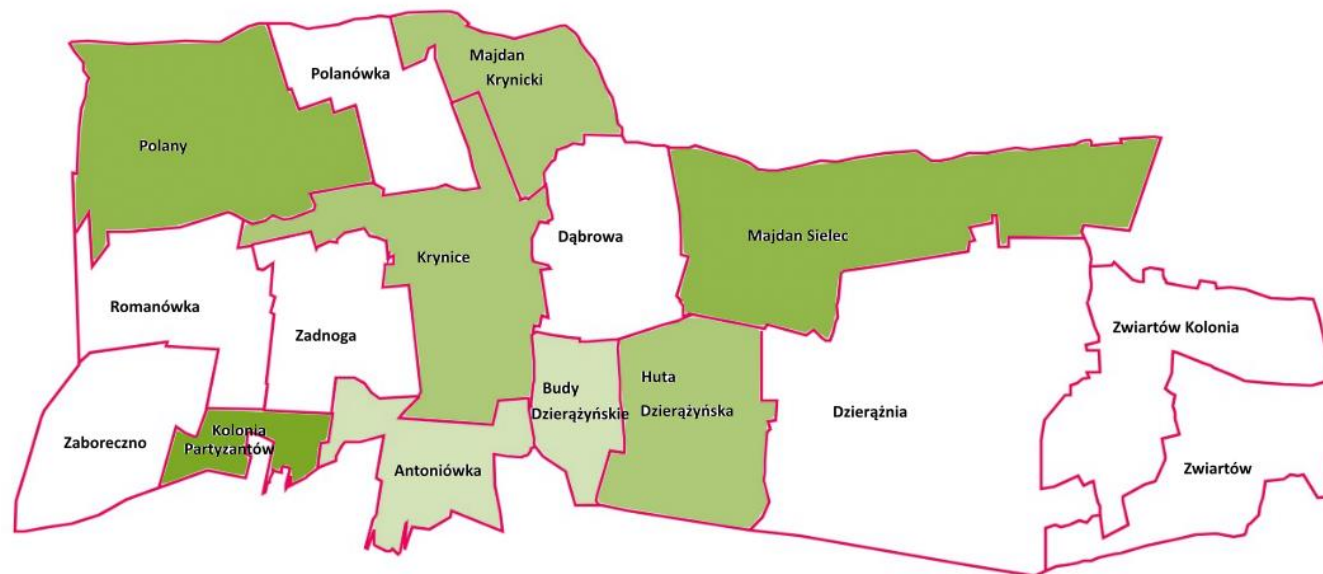 Majdan
Krynicki
Polanówka
Polany
Dąbrowa
Majdan Sielec
Krynice
Romanówka
Zadnoga
Zwiartów Kolonia
Budy
Dzierążyńskie
Huta
Dzierążyńska
Dzierąźnia
Kolonia
Partyzantów
Zaboreczno
Antoniówka
Zwiartów